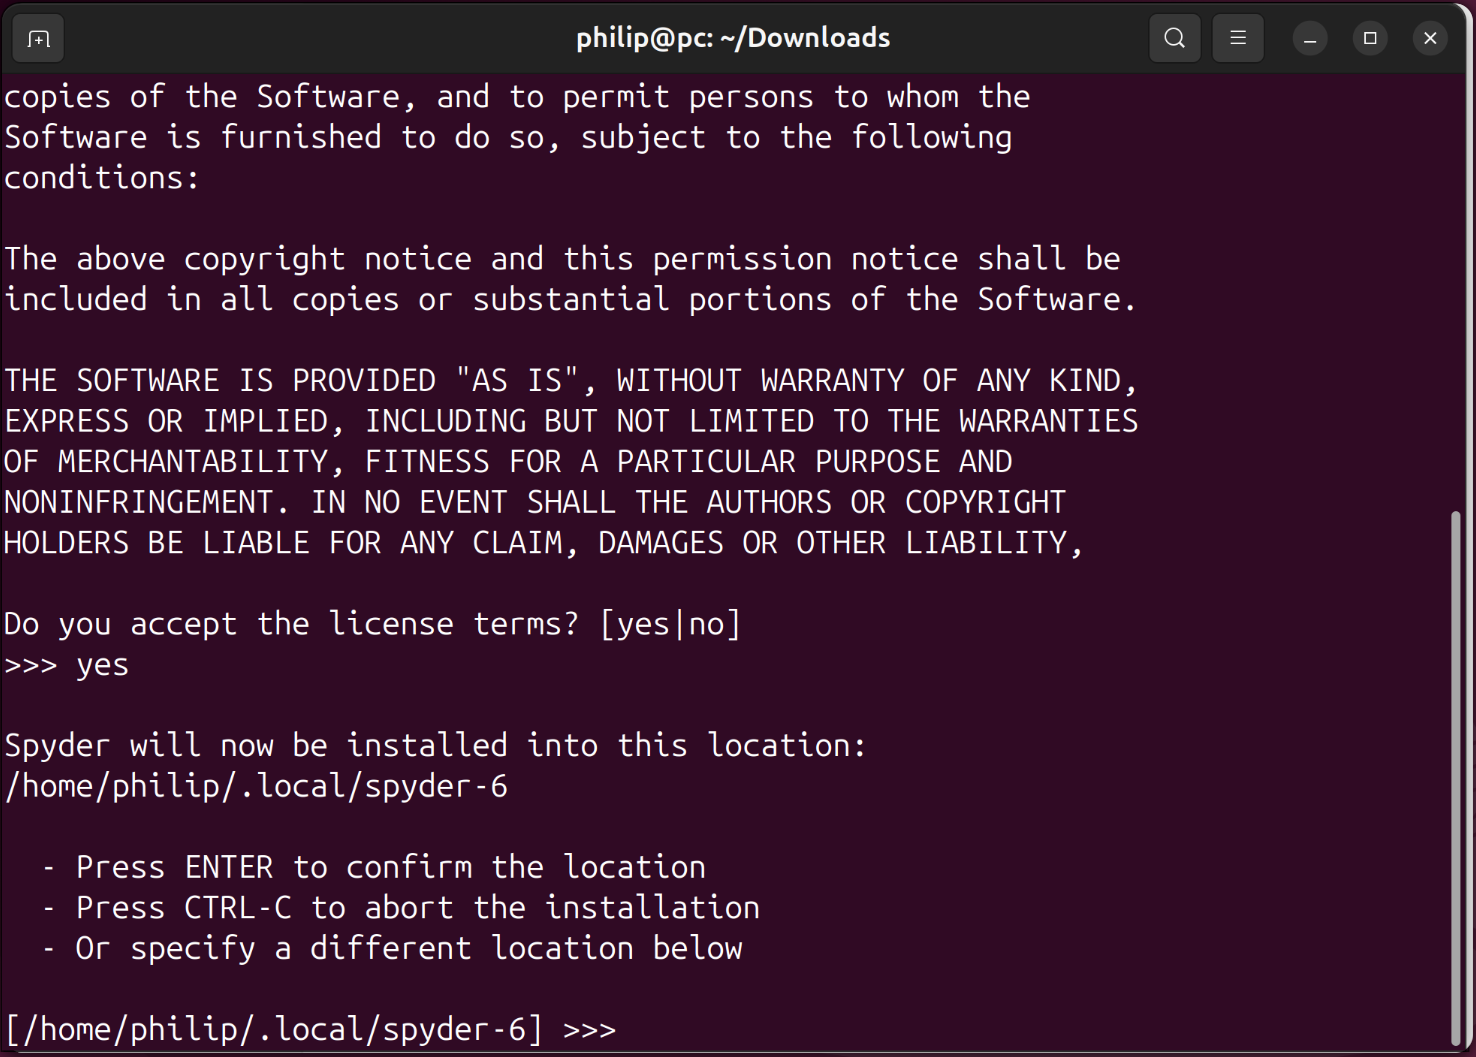 philip@pc: ~/Downloads
copies of the Software, and to permit persons to whom the
Software is furnished to do so, subject to the following
conditions:
The above copyright notice and this permission notice shall be
included in all copies or substantial portions of the Software.
THE SOFTWARE IS PROVIDED "AS IS", WITHOUT WARRANTY OF ANY KIND,
EXPRESS OR IMPLIED, INCLUDING BUT NOT LIMITED TO THE WARRANTIES
OF MERCHANTABILITY, FITNESS FOR A PARTICULAR PURPOSE AND
NONINFRINGEMENT. IN NO EVENT SHALL THE AUTHORS OR COPYRIGHT
HOLDERS BE LIABLE FOR ANY CLAIM, DAMAGES OR OTHER LIABILITY,
Do you accept the license terms? [yes|no]
>>> yes
Spyder will now be installed into this location:
/home/philip/.local/spyder-6
- Press ENTER to confirm the location
- Press CTRL-C to abort the installation
- Or specify a different location below
[/home/philip/.local/spyder-6] >>>